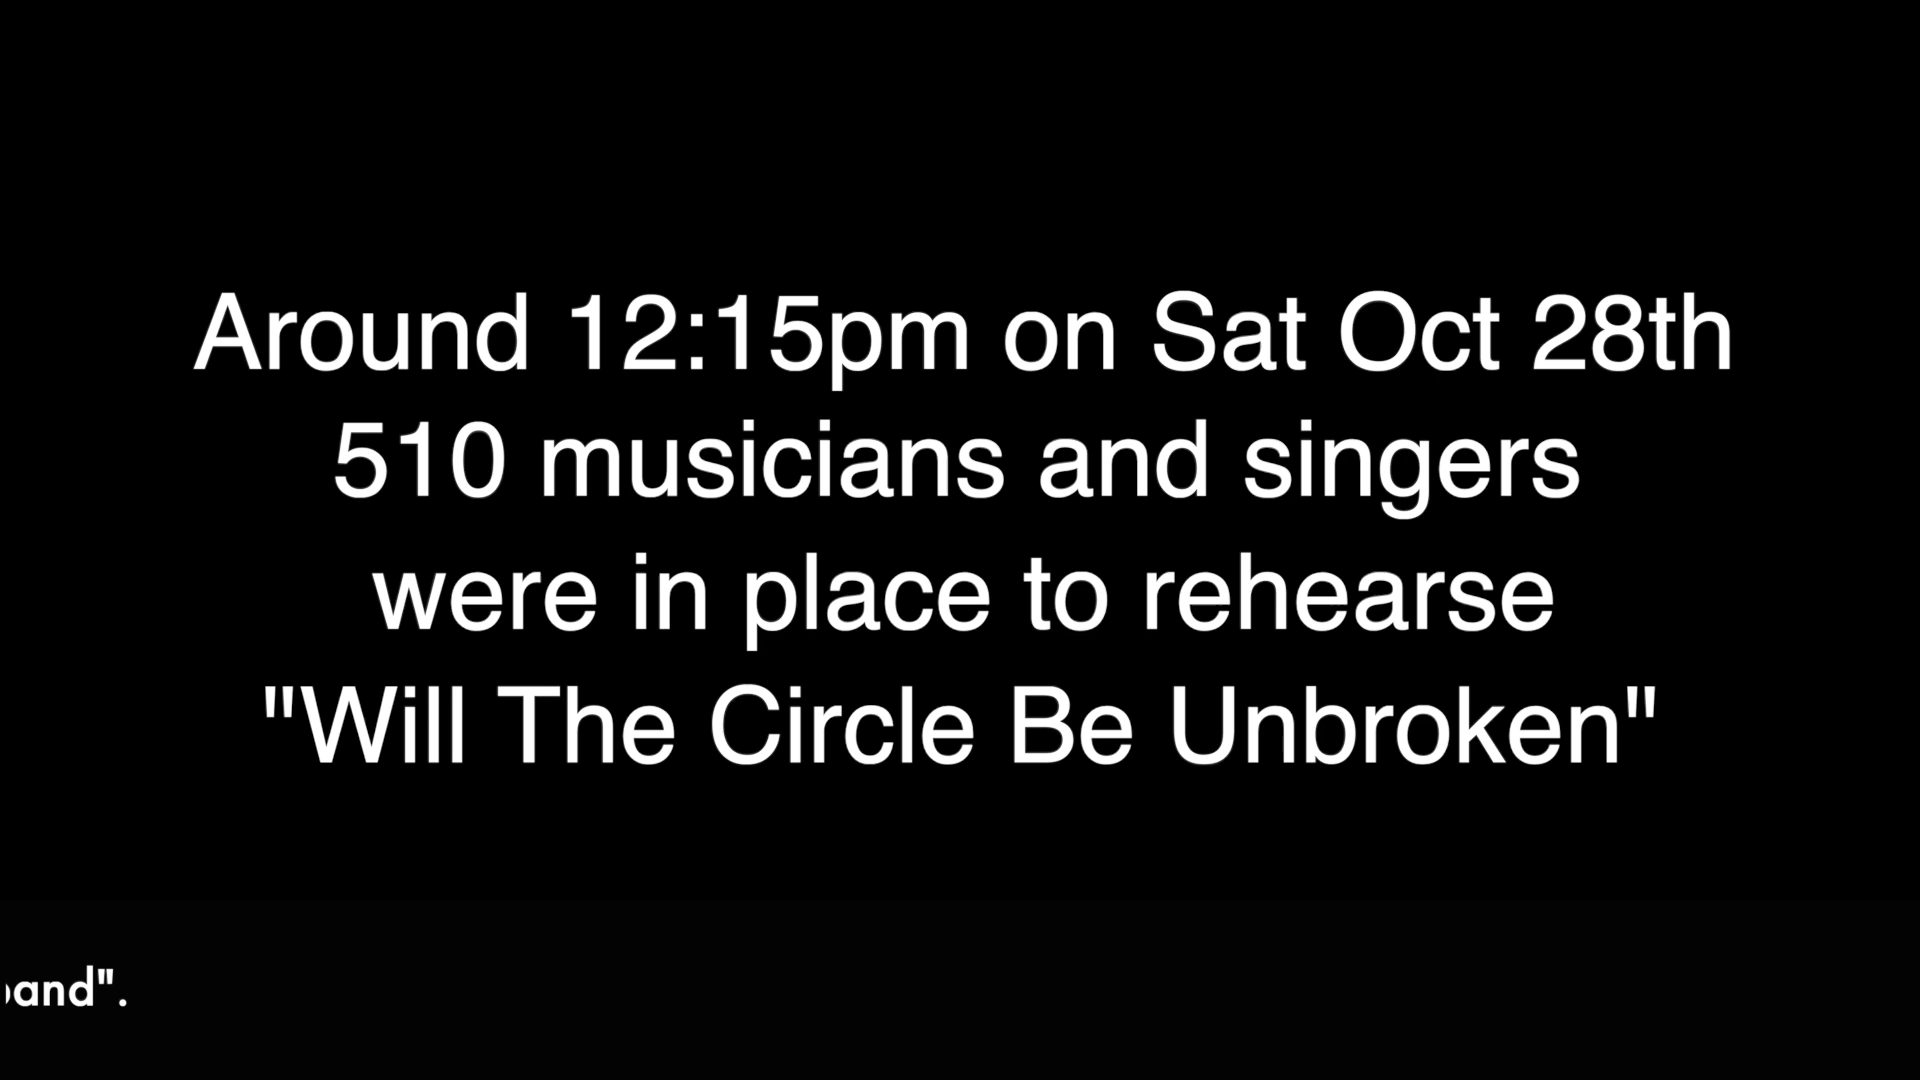 Around 12:15pm on Sat Oct 28th
510 musicians and singers
were in place to rehearse
"Will The Circle Be Unbroken"